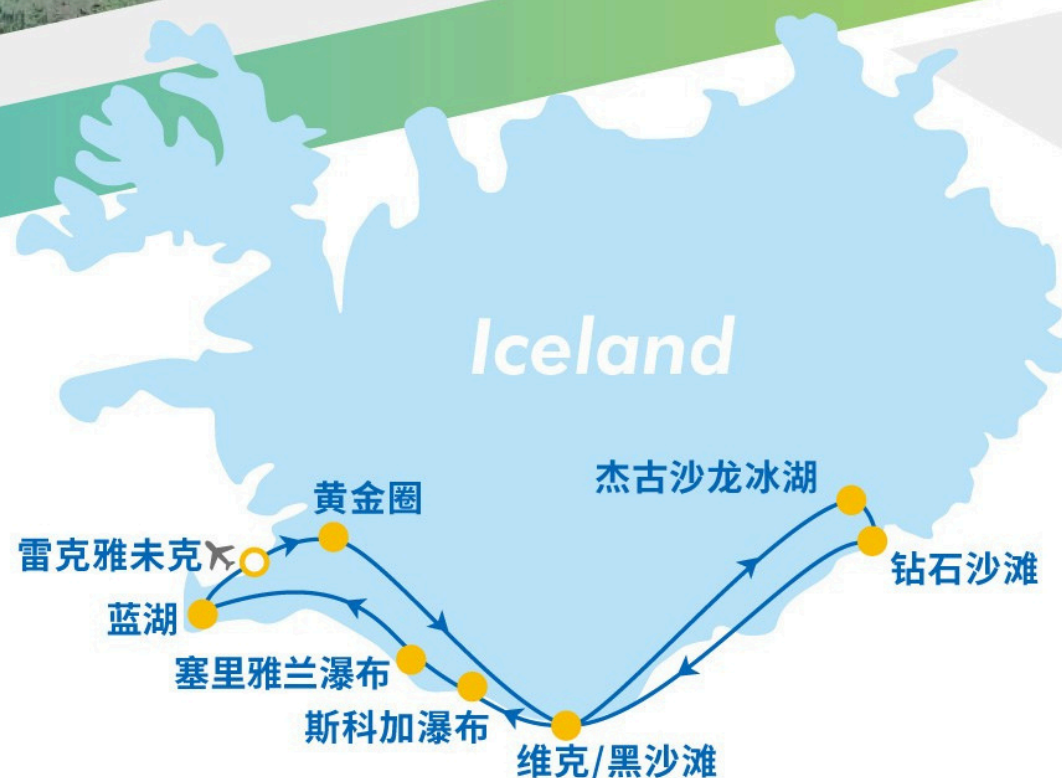 Iceland
杰古沙龙冰湖
黄金圈
雷克雅未克
钻石沙滩
蓝湖
塞里雅兰瀑布
斯科加瀑布
维克/黑沙滩